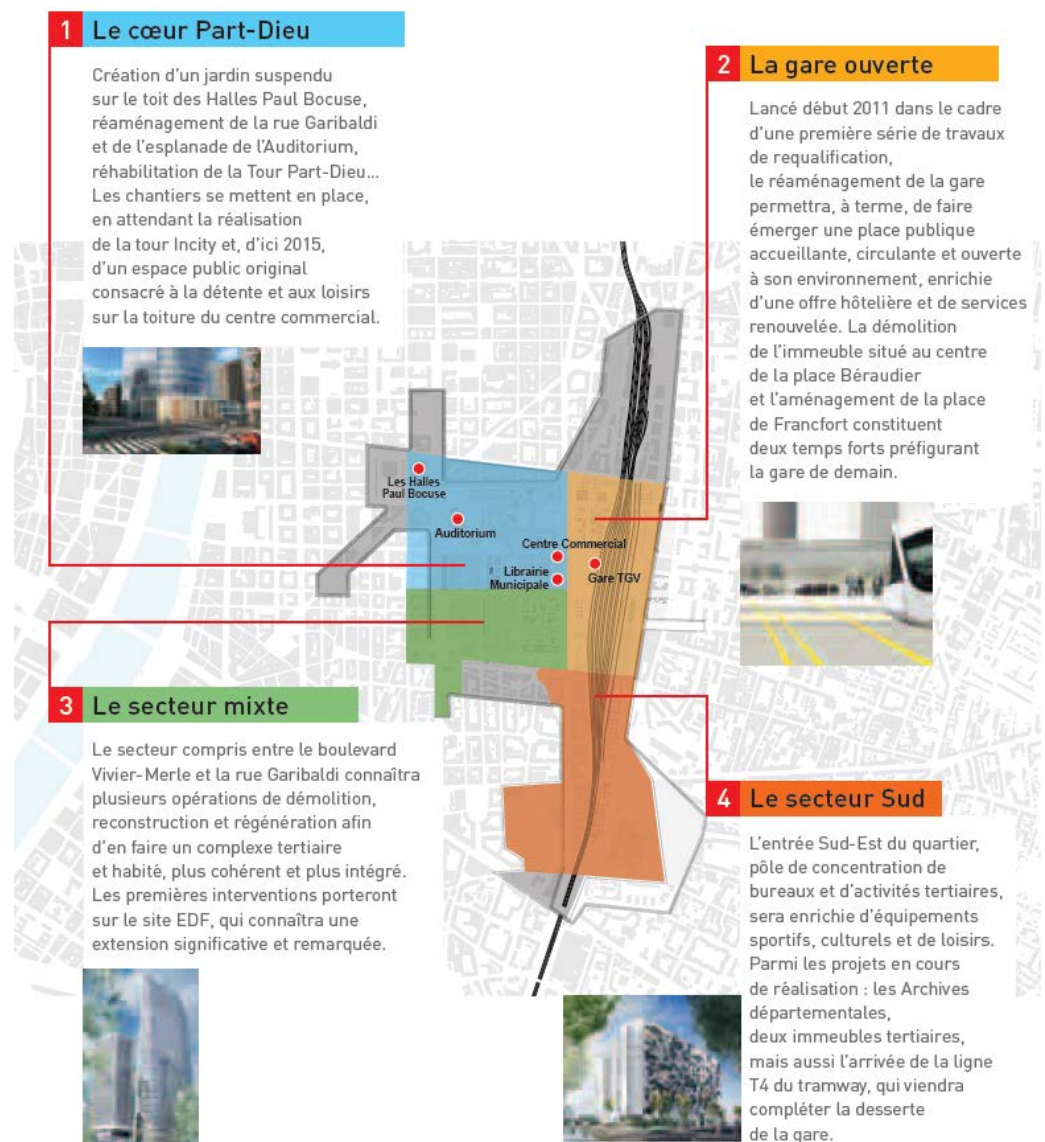 1 Le cœur Part-Dieu
Création d'un jardin suspendu
sur le toit des Halles Paul Bocuse,
réaménagement de la rue Garibaldi
et de l'esplanade de l'Auditorium,
réhabilitation de la Tour Part-Dieu...
Les chantiers se mettent en place,
en attendant la réalisation
de la tour Incity et, d'ici 2015,
d'un espace public original
consacré à la détente et aux loisirs
sur la toiture du centre commercial.
2 La gare ouverte
Lancé début 2011 dans le cadre
d'une première série de travaux
de requalification,
le réaménagement de la gare
permettra, à terme, de faire
émerger une place publique
accueillante, circulante et ouverte
à son environnement, enrichie
d'une offre hôtelière et de services
renouvelée. La démolition
de l'immeuble situé au centre
de la place Béraudier
et l'aménagement de la place
de Francfort constituent
deux temps forts préfigurant
la gare de demain.
Les Halles
Paul Bocuse
Auditorium
Centre Commercial
Librairie
Municipale
Gare TGV
3 Le secteur mixte
Le secteur compris entre le boulevard
Vivier-Merle et la rue Garibaldi connaîtra
plusieurs opérations de démolition,
reconstruction et régénération afin
d'en faire un complexe tertiaire
et habité, plus cohérent et plus intégré.
Les premières interventions porteront
sur le site EDF, qui connaîtra une
extension significative et remarquée.
4 Le secteur Sud
L'entrée Sud-Est du quartier,
pôle de concentration de
bureaux et d'activités tertiaires,
sera enrichie d'équipements
sportifs, culturels et de loisirs.
Parmi les projets en cours
de réalisation : les Archives
départementales,
deux immeubles tertiaires,
mais aussi l'arrivée de la ligne
T4 du tramway, qui viendra
compléter la desserte
de la gare.